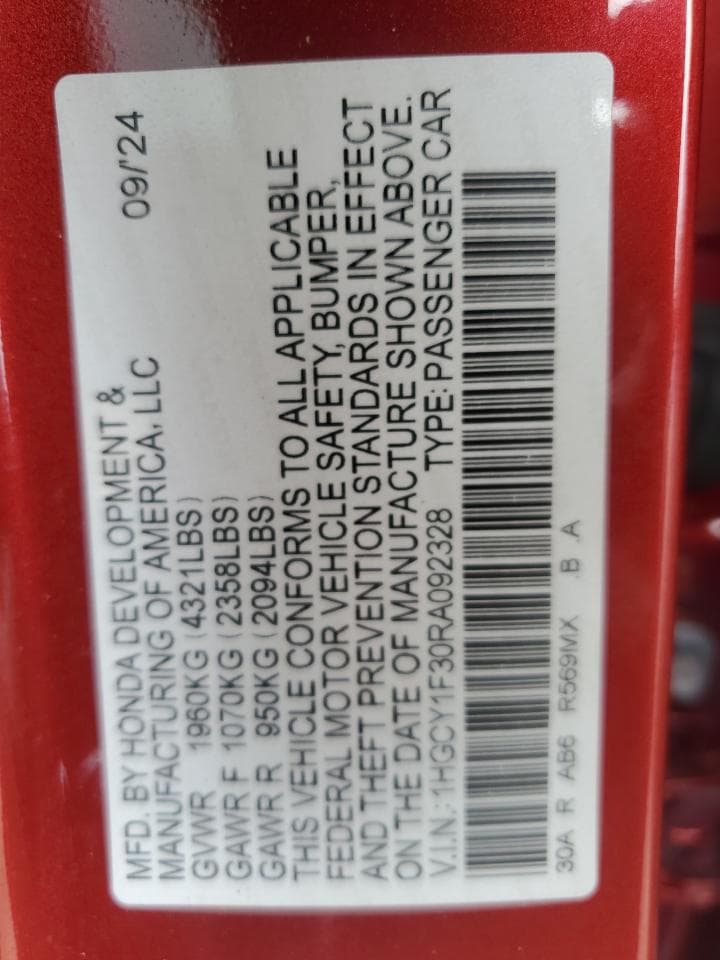 MFD. BY HONDA DEVELOPMENT &
MANUFACTURING OF AMERICA, LLC 09/'24
GVWR 1960KG (4321LBS)
GAWR F 1070KG (2358LBS)
GAWR R 950KG (2094LBS)
THIS VEHICLE CONFORMS TO ALL APPLICABLE
FEDERAL MOTOR VEHICLE SAFETY, BUMPER,
AND THEFT PREVENTION STANDARDS IN EFFECT
ON THE DATE OF MANUFACTURE SHOWN ABOVE.
V.I.N.: 1HGCY1F30RA092328 TYPE: PASSENGER CAR
30A R AB6 R569MX .B .A